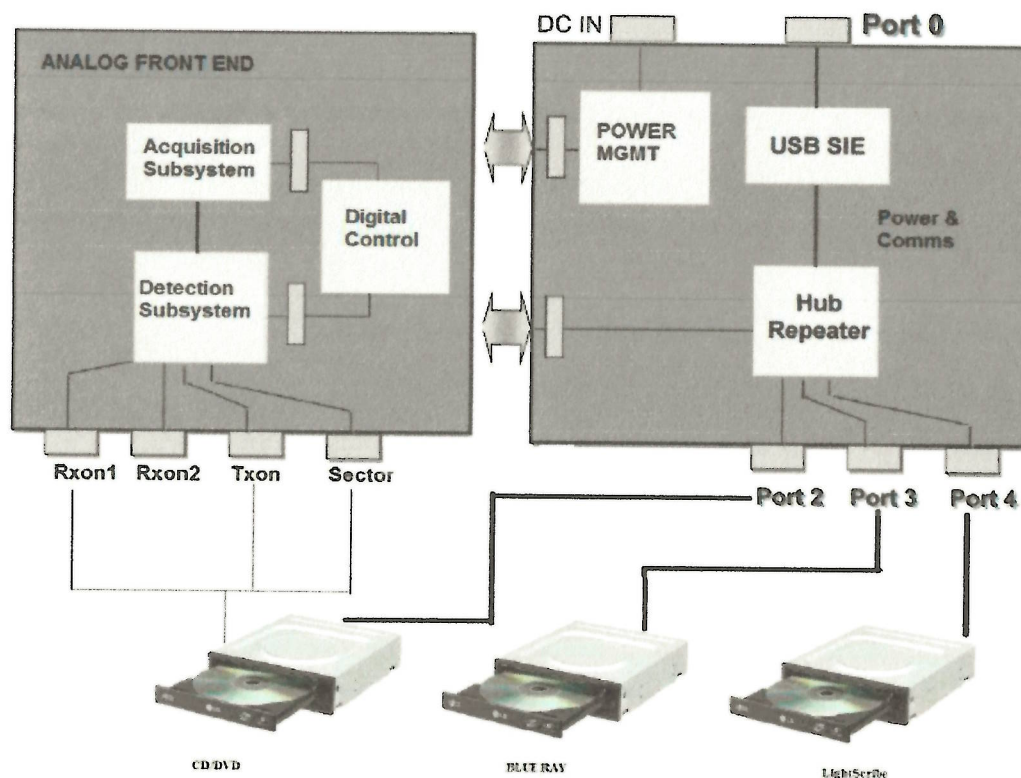 DC IN
Port 0
ANALOG FRONT END
Acquisition
Subsystem
Digital
Control
Detection
Subsystem
POWER
MGMT
USB SIE
Power &
Comms
Hub
Repeater
Rxon1
Rxon2
Txon
Sector
Port 2
Port 3
Port 4
CD/DVD
BLUE RAY
LightScribe